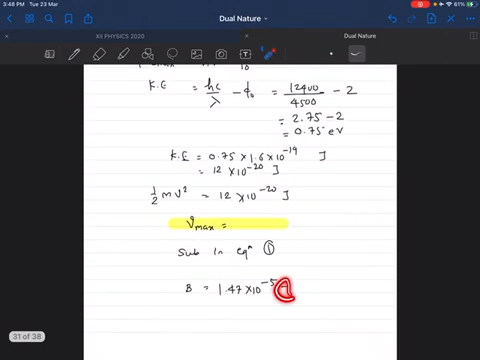 3:48 PM Tue 23 Mar
61%
Dual Nature
XII PHYSICS 2020
Dual Nature
K.E = hc/λ − ϕ₀ = 12400/4500 − 2
= 2.75 − 2
= 0.75 eV
K.E = 0.75 × 1.6 × 10⁻¹⁹ J
= 12 × 10⁻²⁰ J
½ mv² = 12 × 10⁻²⁰ J
Vmax =
Sub in eqⁿ ①
B = 1.47 × 10⁻⁵
31 of 38